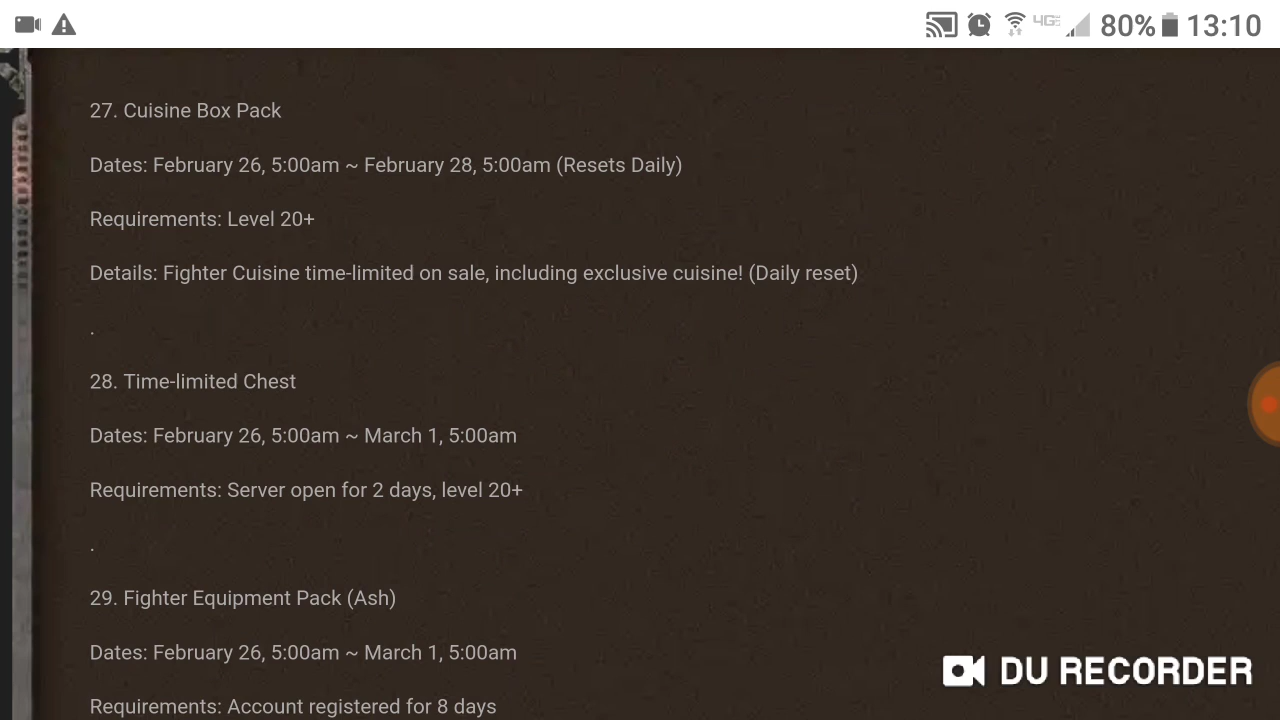 4G 80% 13:10
27. Cuisine Box Pack
Dates: February 26, 5:00am ~ February 28, 5:00am (Resets Daily)
Requirements: Level 20+
Details: Fighter Cuisine time-limited on sale, including exclusive cuisine! (Daily reset)
.
28. Time-limited Chest
Dates: February 26, 5:00am ~ March 1, 5:00am
Requirements: Server open for 2 days, level 20+
.
29. Fighter Equipment Pack (Ash)
Dates: February 26, 5:00am ~ March 1, 5:00am
DU RECORDER
Requirements: Account registered for 8 days